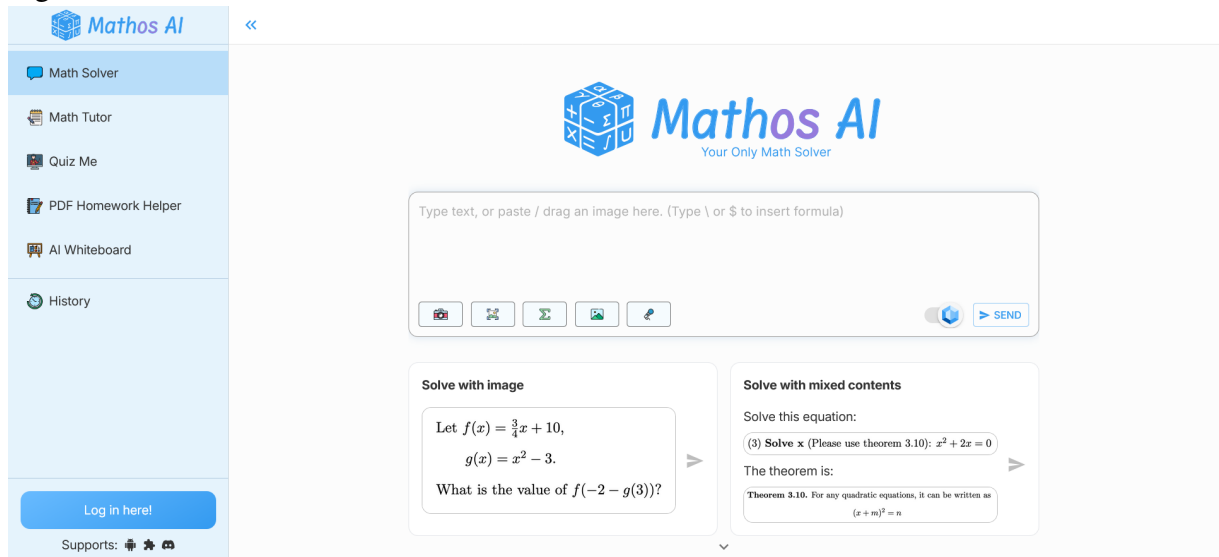 Mathos AI
Math Solver
Math Tutor
Quiz Me
PDF Homework Helper
AI Whiteboard
History
Log in here!
Supports:
Mathos AI
Your Only Math Solver
Type text, or paste / drag an image here. (Type \ or $ to insert formula)
SEND
Solve with image
Let f(x) = 3/4x + 10,
g(x) = x² − 3.
What is the value of f(−2 − g(3))?
Solve with mixed contents
Solve this equation:
(3) Solve x (Please use theorem 3.10): x² + 2x = 0
The theorem is:
Theorem 3.10. For any quadratic equations, it can be written as
(x + m)² = n